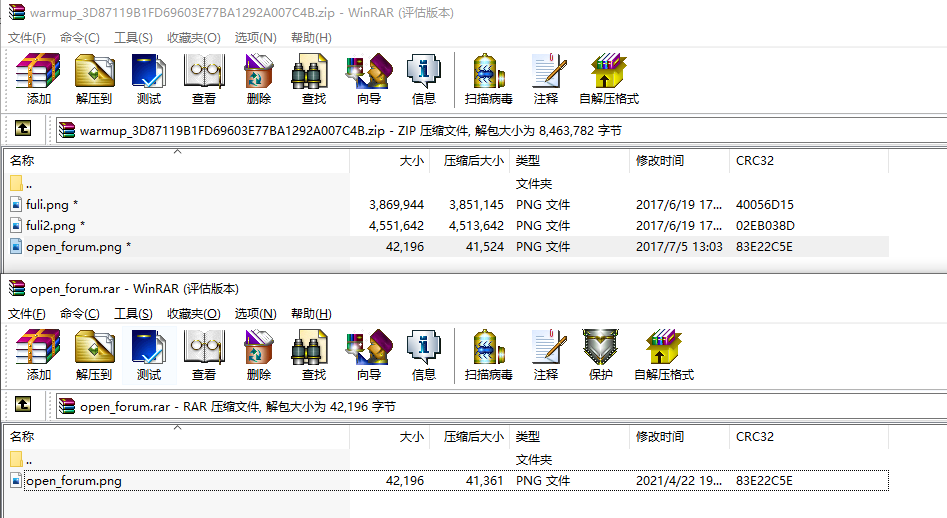 warmup_3D87119B1FD69603E77BA1292A007C4B.zip - WinRAR (评估版本)
文件(F) 命令(C) 工具(S) 收藏夹(O) 选项(N) 帮助(H)
添加 解压到 测试 查看 删除 查找 向导 信息 扫描病毒 注释 自解压格式
warmup_3D87119B1FD69603E77BA1292A007C4B.zip - ZIP 压缩文件, 解包大小为 8,463,782 字节
名称 大小 压缩后大小 类型 修改时间 CRC32
.. 文件夹
fuli.png * 3,869,944 3,851,145 PNG 文件 2017/6/19 17... 40056D15
fuli2.png * 4,551,642 4,513,642 PNG 文件 2017/6/19 17... 02EB038D
open_forum.png * 42,196 41,524 PNG 文件 2017/7/5 13:03 83E22C5E
open_forum.rar - WinRAR (评估版本)
文件(F) 命令(C) 工具(S) 收藏夹(O) 选项(N) 帮助(H)
添加 解压到 测试 查看 删除 查找 向导 信息 扫描病毒 注释 保护 自解压格式
open_forum.rar - RAR 压缩文件, 解包大小为 42,196 字节
名称 大小 压缩后大小 类型 修改时间 CRC32
.. 文件夹
open_forum.png 42,196 41,361 PNG 文件 2021/4/22 19... 83E22C5E